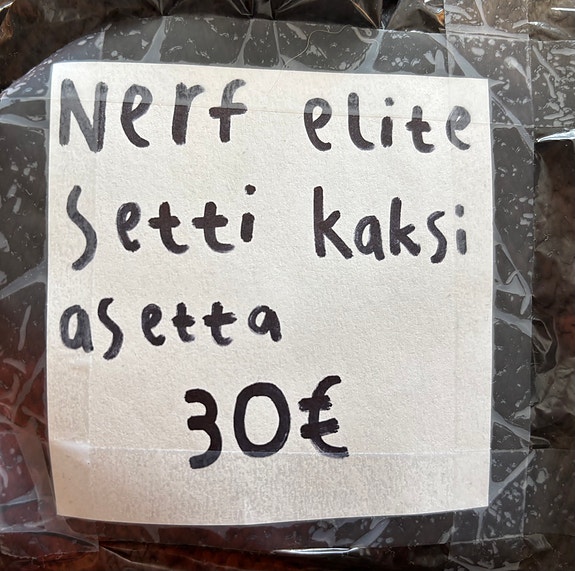 Nerf elite
Setti kaksi
asetta
30€